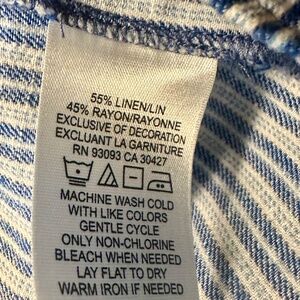 55% LINEN/LIN
45% RAYON/RAYONNE
EXCLUSIVE OF DECORATION
EXCLUANT LA GARNITURE
RN 93093 CA 30427
MACHINE WASH COLD
WITH LIKE COLORS
GENTLE CYCLE
ONLY NON-CHLORINE
BLEACH WHEN NEEDED
LAY FLAT TO DRY
WARM IRON IF NEEDED